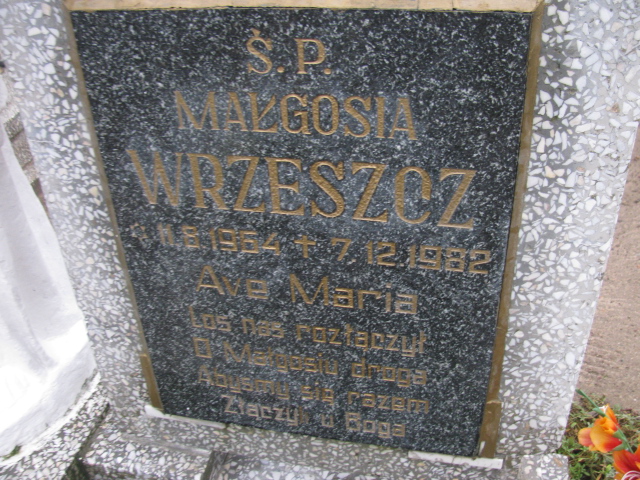 Ś.P.
MAŁGOSIA
WRZESZCZ
* 11.6.1964 ✝ 7.12.1982
Ave Maria
Los nas rozłączył
O Małgosiu droga
Abyśmy się razem
Złączyli u Boga